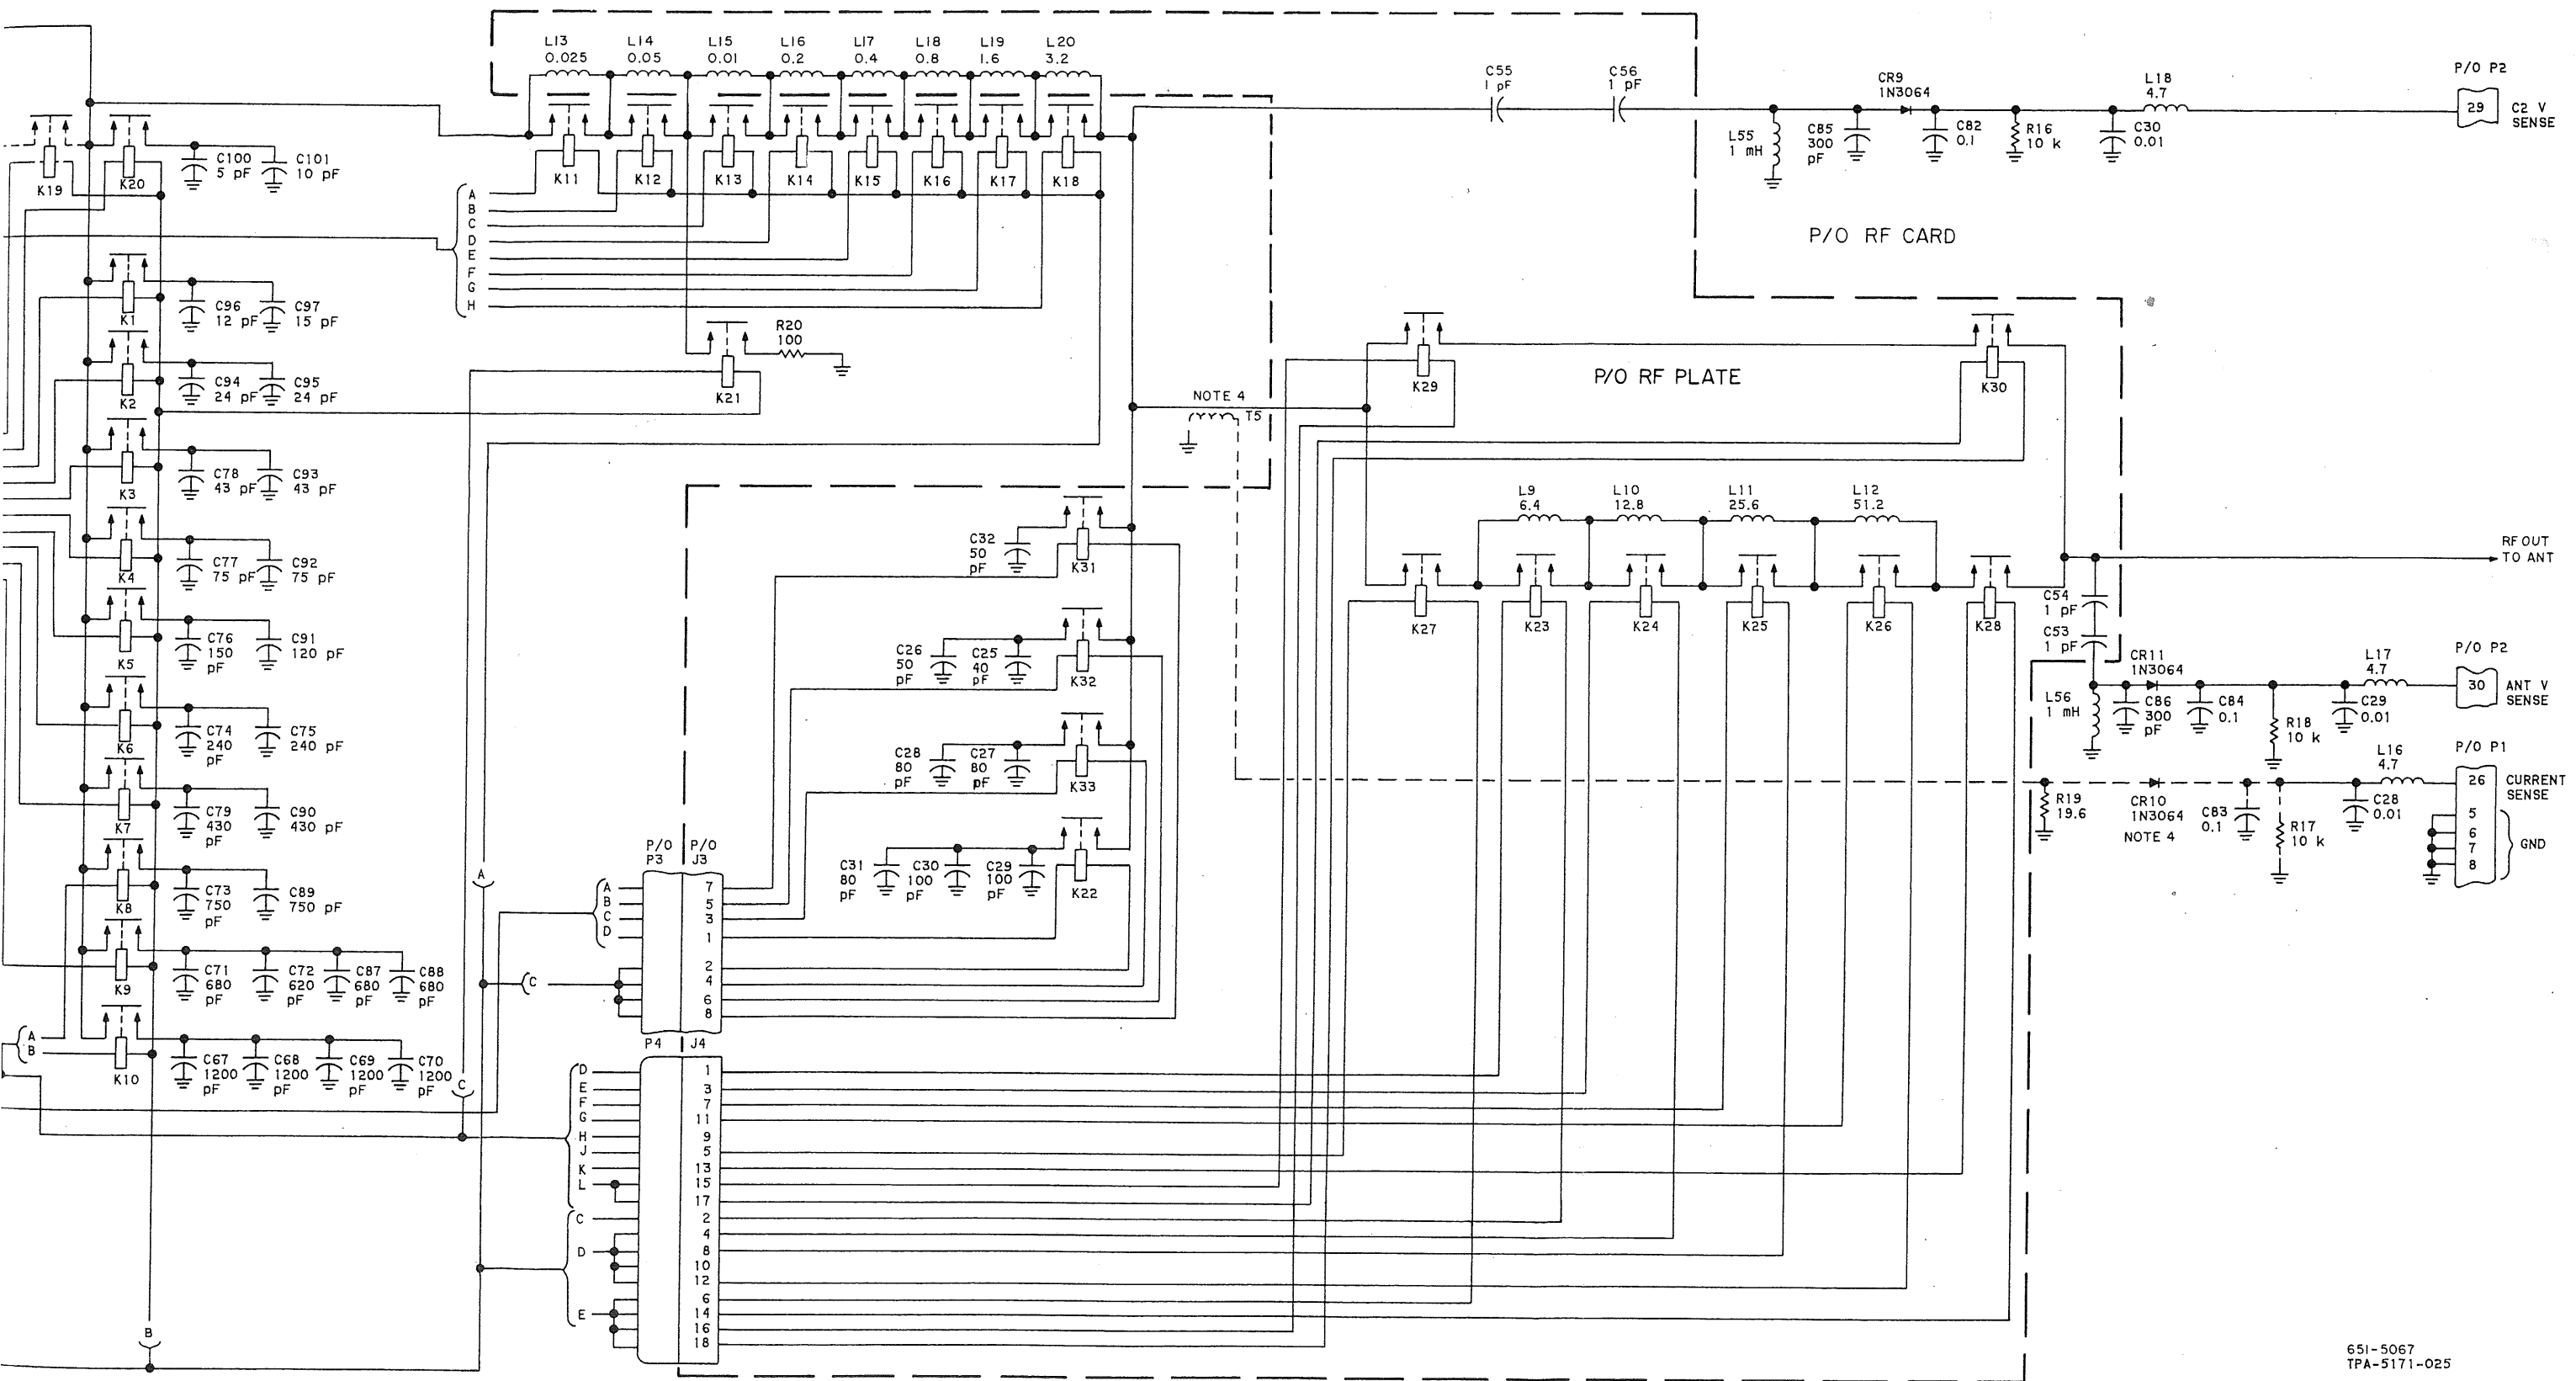 L13 L14 L15 L16 L17 L18 L19 L20
0.025 0.05 0.01 0.2 0.4 0.8 1.6 3.2
K11 K12 K13 K14 K15 K16 K17 K18
A
B
C
D
E
F
G
H
K19 K20
C100
5 pF
C101
10 pF
K1
C96
12 pF
C97
15 pF
K2
C94
24 pF
C95
24 pF
K3
C78
43 pF
C93
43 pF
K4
C77
75 pF
C92
75 pF
K5
C76
150
pF
C91
120 pF
K6
C74
240
pF
C75
240 pF
K7
C79
430
pF
C90
430 pF
K8
C73
750
pF
C89
750 pF
K9
C71
680
pF
C72
620
pF
C87
680
pF
C88
680
pF
K10
C67
1200
pF
C68
1200
pF
C69
1200
pF
C70
1200
pF
A
B
B
A
C
R20
100
K21
NOTE 4
T5
C55
1 pF
C56
1 pF
L55
1 mH
C85
300
pF
CR9
1N3064
C82
0.1
R16
10 k
C30
0.01
L18
4.7
P/O P2
29
C2 V
SENSE
P/O RF CARD
P/O RF PLATE
K29
K30
L9
6.4
L10
12.8
L11
25.6
L12
51.2
K27 K23 K24 K25 K26 K28
RF OUT
TO ANT
C54
1 pF
C53
1 pF
L56
1 mH
CR11
1N3064
C86
300
pF
C84
0.1
R18
10 k
C29
0.01
L17
4.7
P/O P2
30
ANT V
SENSE
R19
19.6
CR10
1N3064
NOTE 4
C83
0.1
R17
10 k
C28
0.01
L16
4.7
P/O P1
26
CURRENT
SENSE
5
6
7
8
GND
C32
50
pF
K31
C26
50
pF
C25
40
pF
K32
C28
80
pF
C27
80
pF
K33
C31
80
pF
C30
100
pF
C29
100
pF
K22
P/O
P3
P/O
J3
A 7
B 5
C 3
D 1
C
2
4
6
8
P4 J4
D 1
E 3
F 7
G 11
H 9
J 5
K 13
L 15
17
C 2
4
D 8
10
12
6
E 14
16
18
651-5067
TPA-5171-025